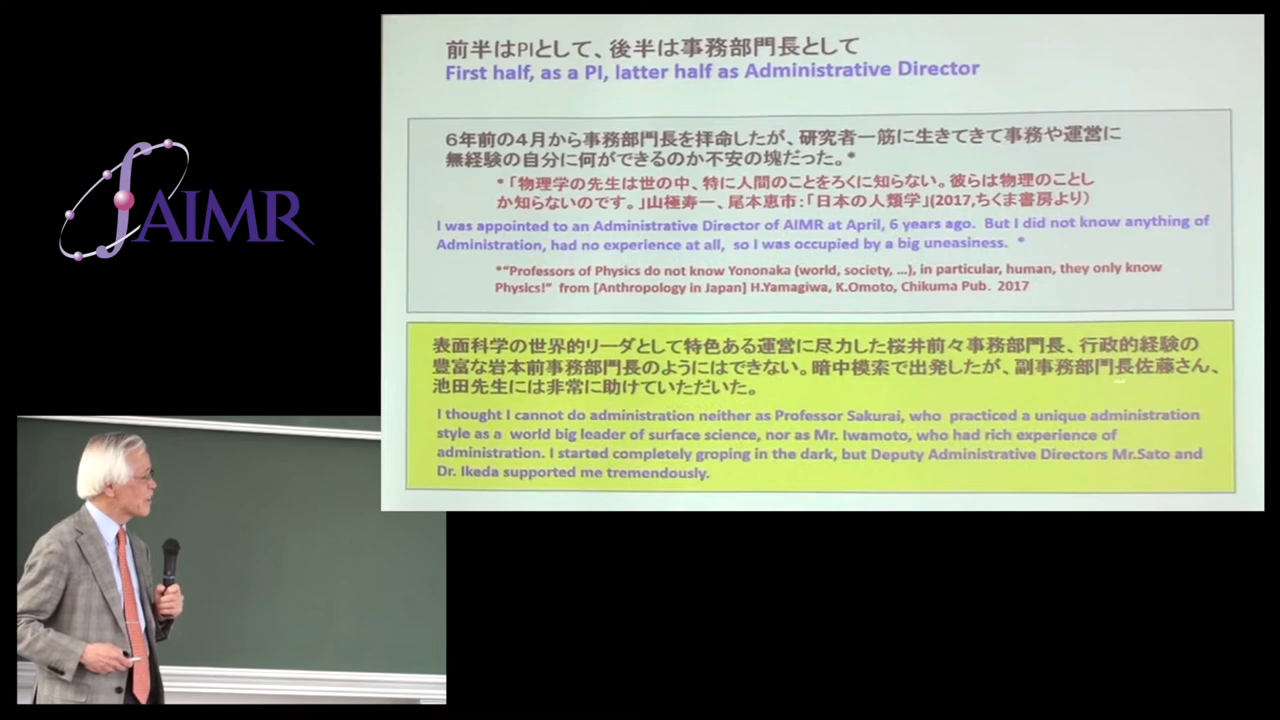 AIMR
前半はPIとして、後半は事務部門長として
First half, as a PI, latter half as Administrative Director
６年前の４月から事務部門長を拝命したが、研究者一筋に生きてきて事務や運営に
無経験の自分に何ができるのか不安の塊だった。*
*「物理学の先生は世の中、特に人間のことをろくに知らない。彼らは物理のことし
か知らないのです。」山極寿一、尾本恵市：「日本の人類学」(2017,ちくま書房より）
I was appointed to an Administrative Director of AIMR at April, 6 years ago. But I did not know anything of
Administration, had no experience at all, so I was occupied by a big uneasiness. *
*"Professors of Physics do not know Yononaka (world, society, ...), in particular, human, they only know
Physics!" from [Anthropology in Japan] H.Yamagiwa, K.Omoto, Chikuma Pub. 2017
表面科学の世界的リーダとして特色ある運営に尽力した桜井前々事務部門長、行政的経験の
豊富な岩本前事務部門長のようにはできない。暗中模索で出発したが、副事務部門長佐藤さん、
池田先生には非常に助けていただいた。
I thought I cannot do administration neither as Professor Sakurai, who practiced a unique administration
style as a world big leader of surface science, nor as Mr. Iwamoto, who had rich experience of
administration. I started completely groping in the dark, but Deputy Administrative Directors Mr.Sato and
Dr. Ikeda supported me tremendously.